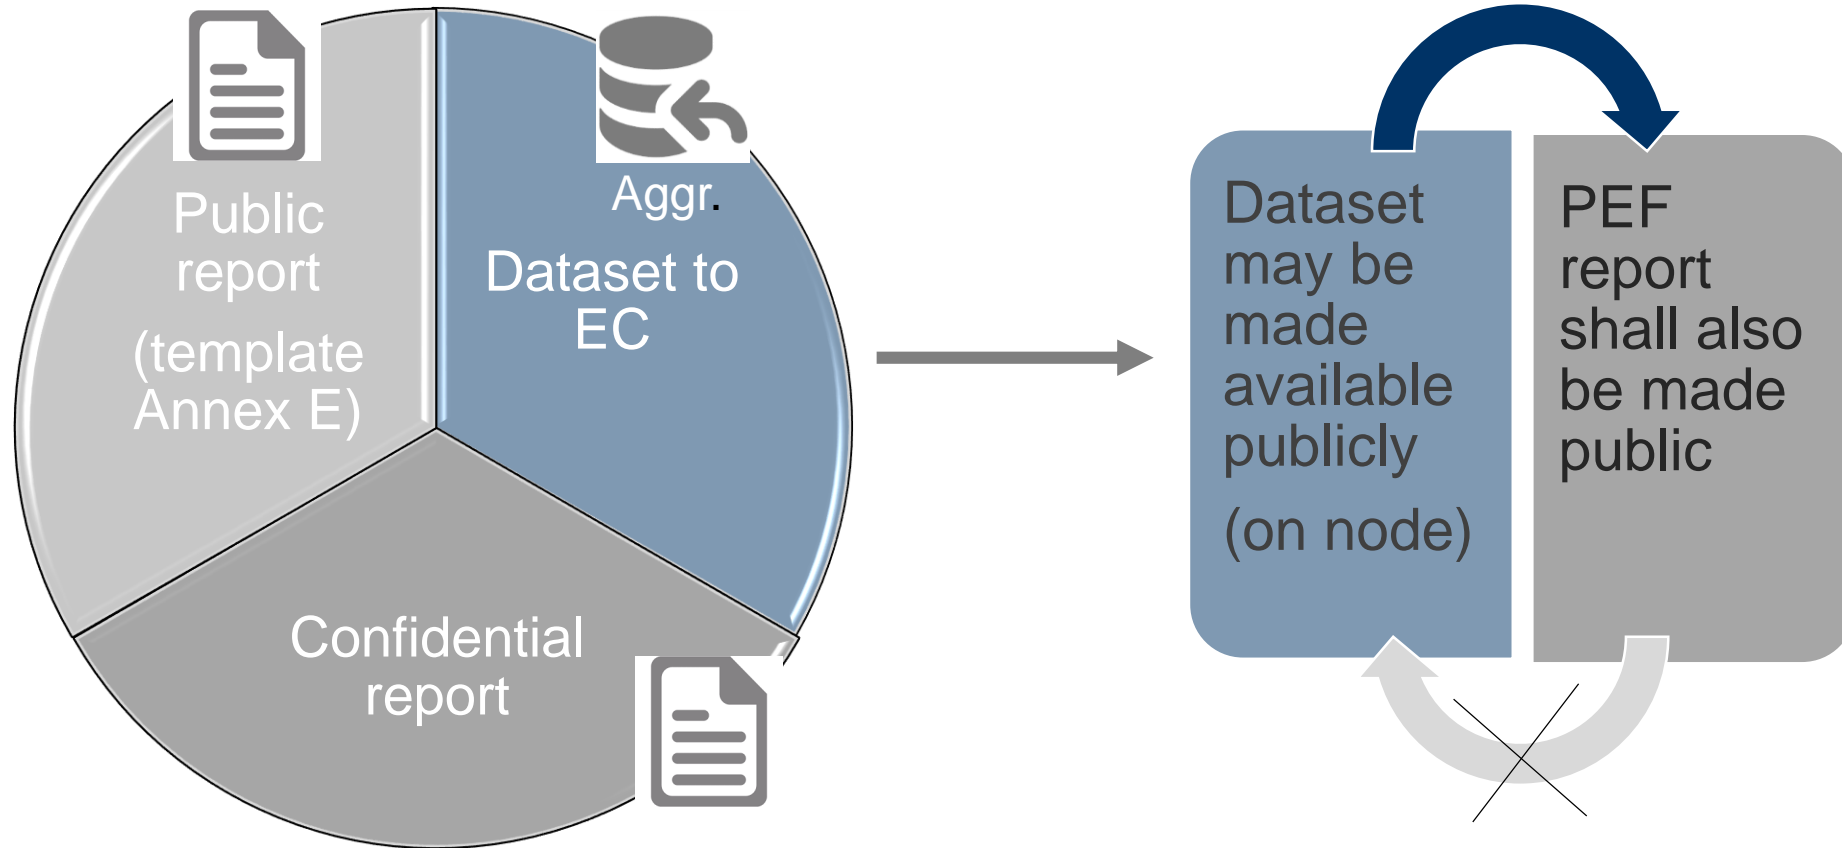 Public
report
(template
Annex E)
Aggr.
Dataset to
EC
Confidential
report
Dataset
may be
made
available
publicly
(on node)
PEF
report
shall also
be made
public